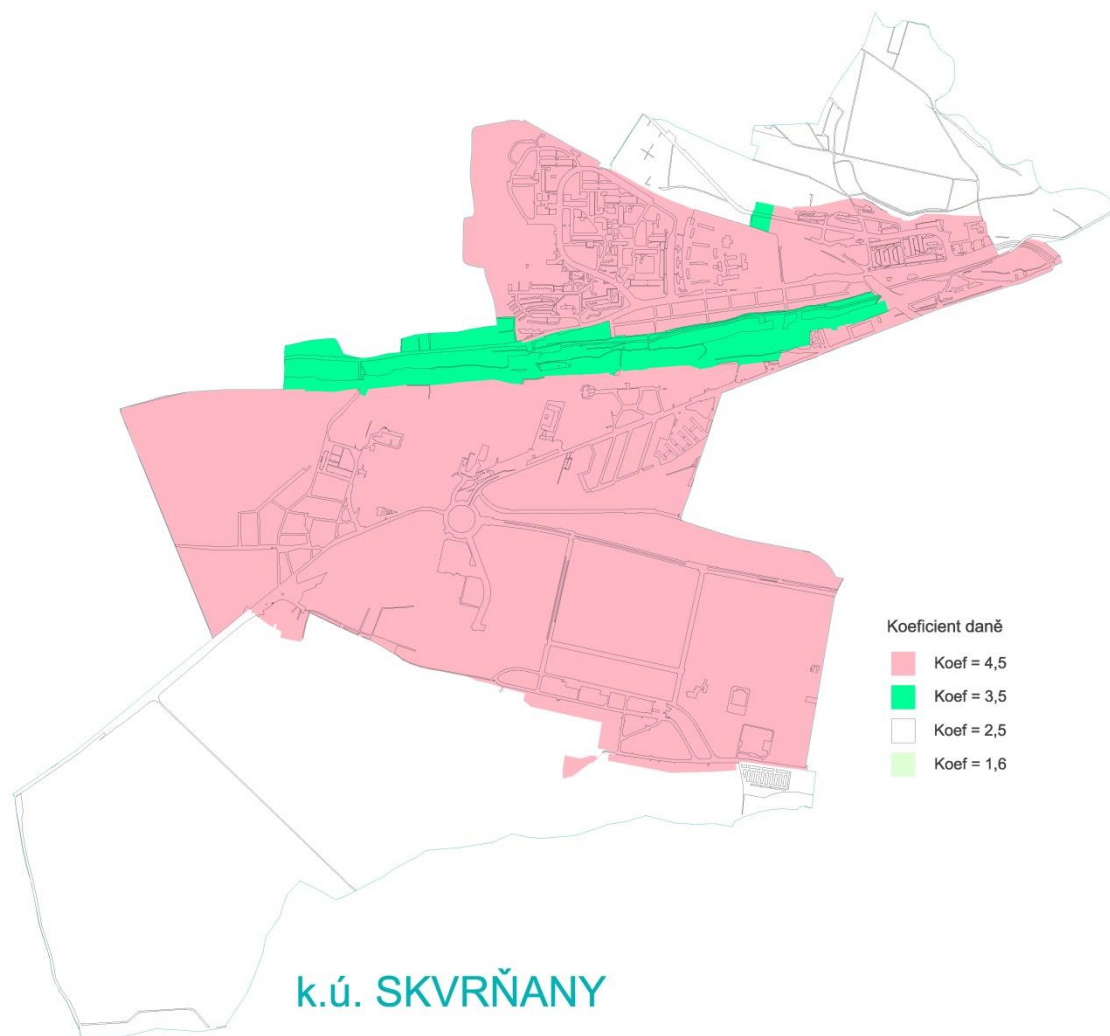 Koeficient daně
Koef = 4,5
Koef = 3,5
Koef = 2,5
Koef = 1,6
k.ú. SKVRŇANY